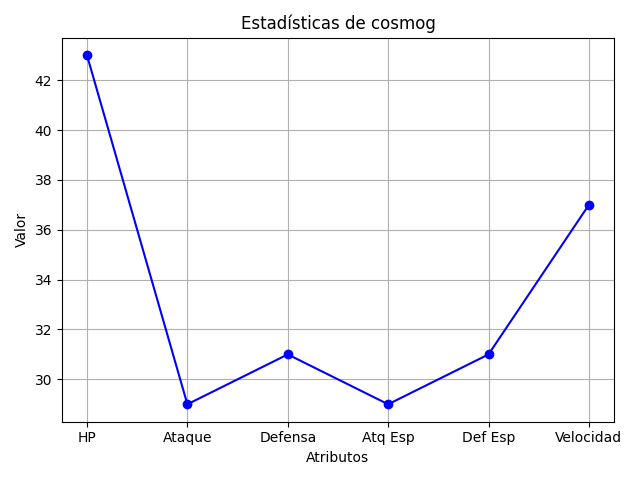 Estadísticas de cosmog
Valor
42
40
38
36
34
32
30
HP Ataque Defensa Atq Esp Def Esp Velocidad
Atributos